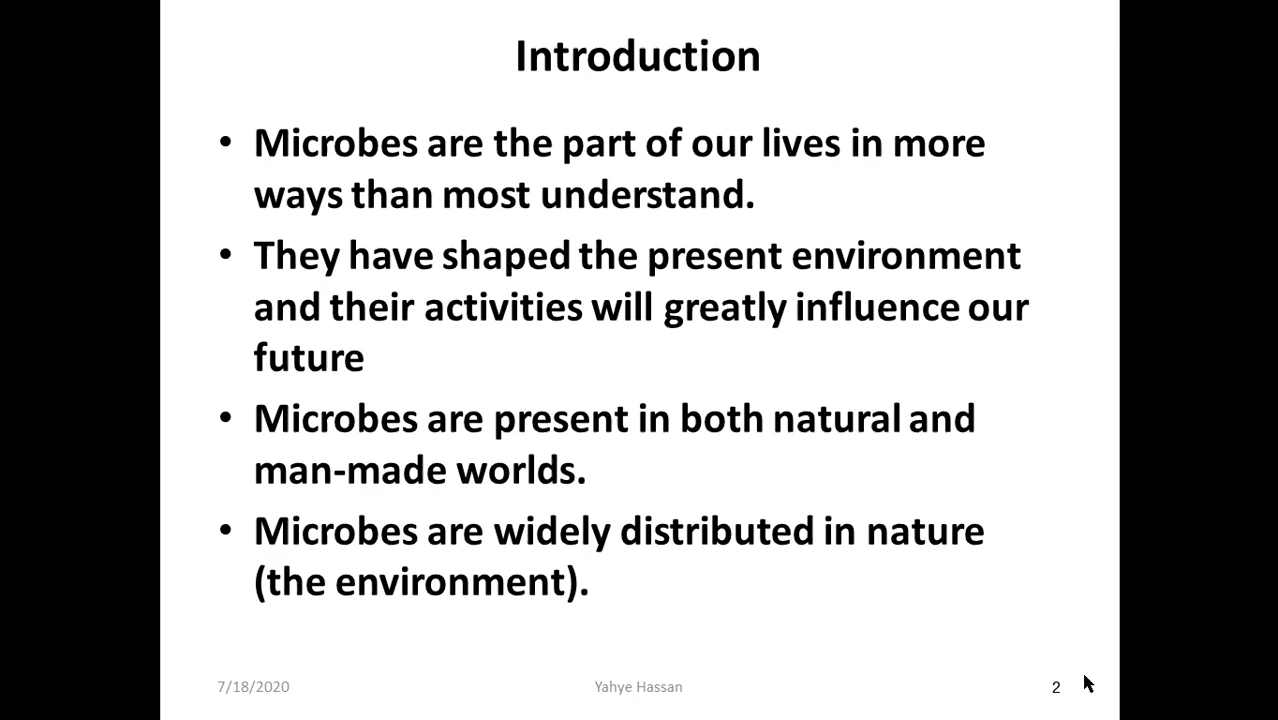 Introduction
• Microbes are the part of our lives in more
ways than most understand.
• They have shaped the present environment
and their activities will greatly influence our
future
• Microbes are present in both natural and
man-made worlds.
• Microbes are widely distributed in nature
(the environment).
7/18/2020 Yahye Hassan 2